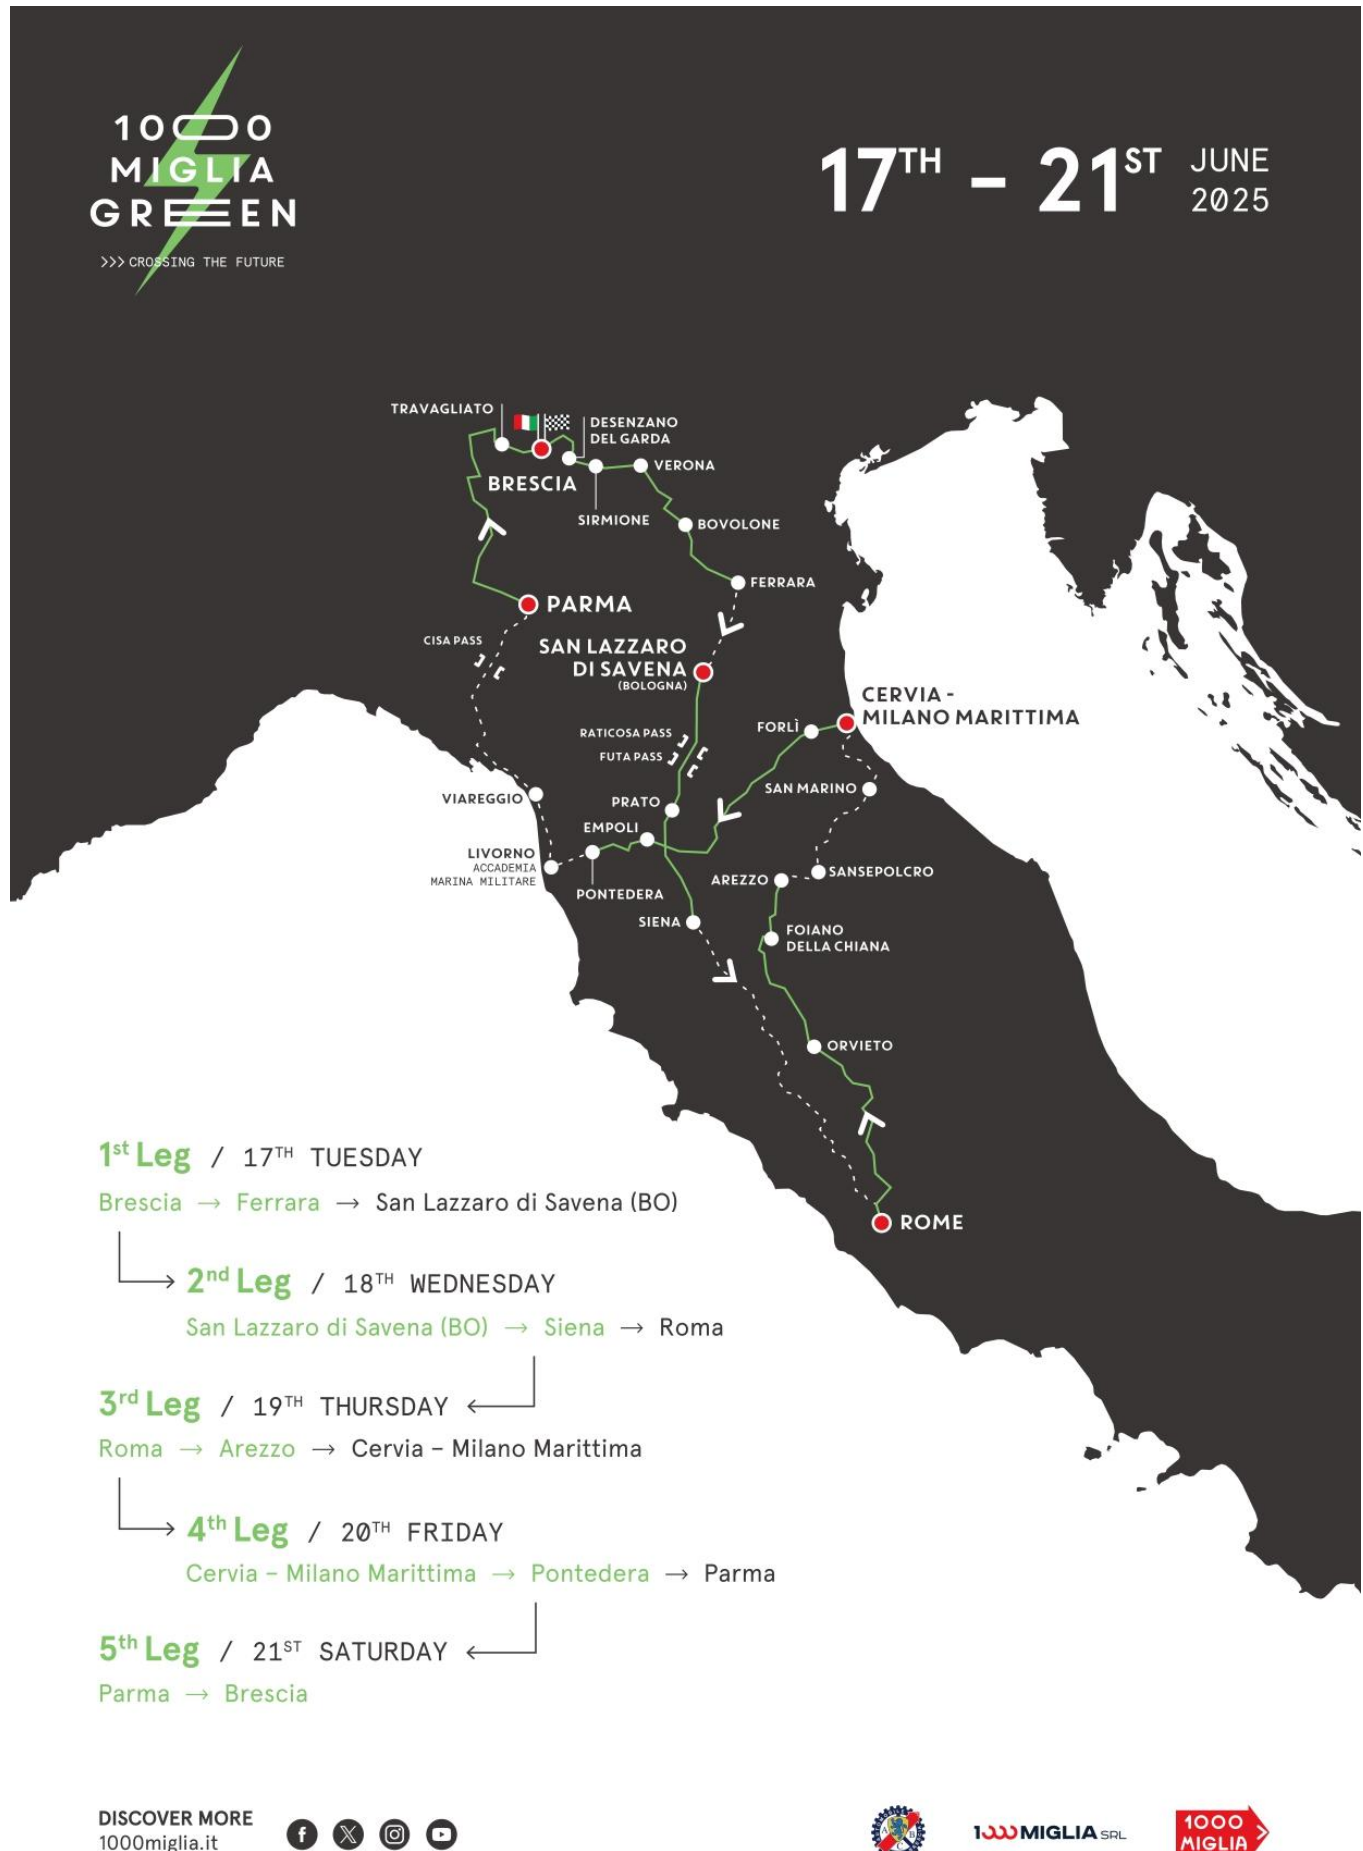 1000
MIGLIA
GREEN
>>> CROSSING THE FUTURE
17TH – 21ST JUNE
2025
TRAVAGLIATO
DESENZANO
DEL GARDA
BRESCIA
VERONA
SIRMIONE
BOVOLONE
FERRARA
PARMA
CISA PASS
SAN LAZZARO
DI SAVENA
(BOLOGNA)
CERVIA -
MILANO MARITTIMA
FORLÌ
RATICOSA PASS
FUTA PASS
SAN MARINO
VIAREGGIO
PRATO
EMPOLI
LIVORNO
ACCADEMIA
MARINA MILITARE
PONTEDERA
AREZZO
SANSEPOLCRO
SIENA
FOIANO
DELLA CHIANA
ORVIETO
ROME
1st Leg / 17TH TUESDAY
Brescia → Ferrara → San Lazzaro di Savena (BO)
2nd Leg / 18TH WEDNESDAY
San Lazzaro di Savena (BO) → Siena → Roma
3rd Leg / 19TH THURSDAY
Roma → Arezzo → Cervia – Milano Marittima
4th Leg / 20TH FRIDAY
Cervia – Milano Marittima → Pontedera → Parma
5th Leg / 21ST SATURDAY
Parma → Brescia
DISCOVER MORE
1000miglia.it
1000 MIGLIA SRL
1000
MIGLIA